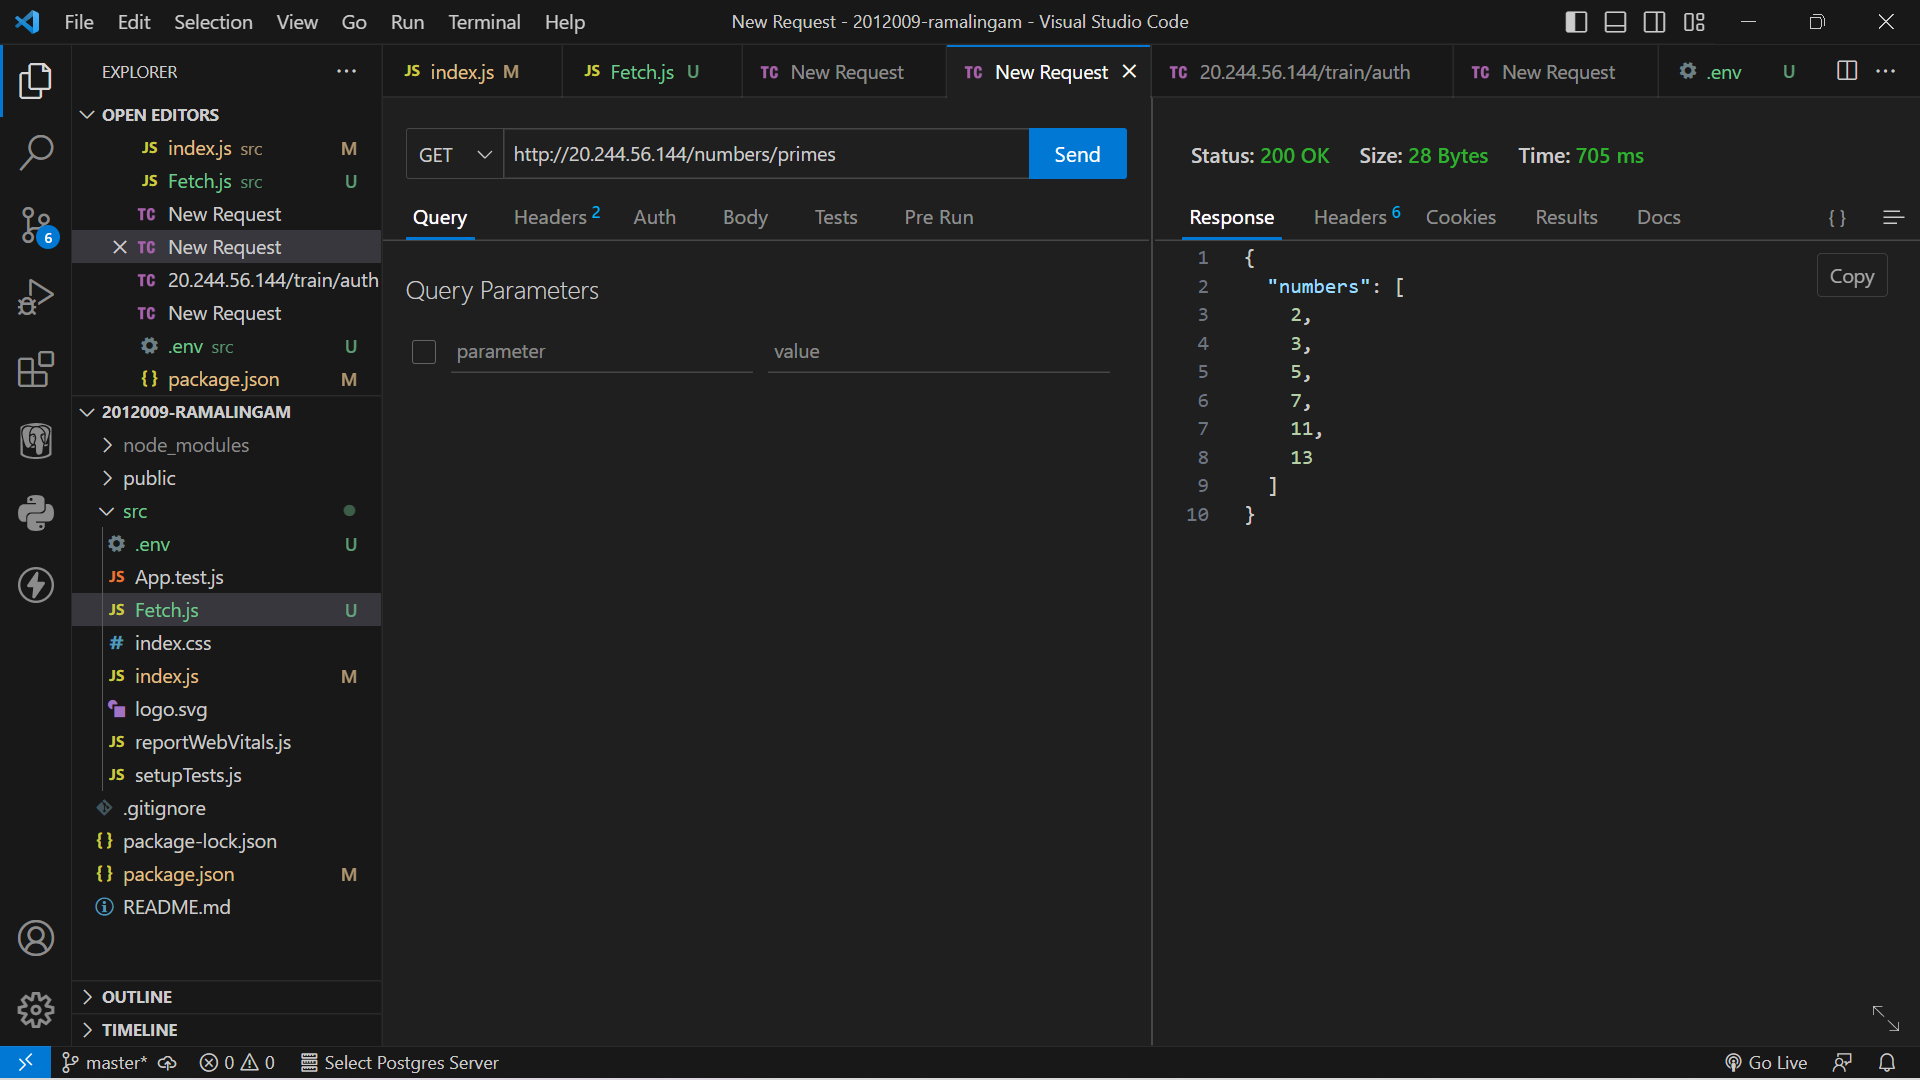 File Edit Selection View Go Run Terminal Help
New Request - 2012009-ramalingam - Visual Studio Code
EXPLORER
OPEN EDITORS
JS index.js src M
JS Fetch.js src U
TC New Request
TC New Request
TC 20.244.56.144/train/auth
TC New Request
.env src U
{} package.json M
2012009-RAMALINGAM
node_modules
public
src
.env U
JS App.test.js
JS Fetch.js U
# index.css
JS index.js M
logo.svg
JS reportWebVitals.js
JS setupTests.js
.gitignore
{} package-lock.json
{} package.json M
README.md
OUTLINE
TIMELINE
6
JS index.js M
JS Fetch.js U
TC New Request
TC New Request
TC 20.244.56.144/train/auth
TC New Request
.env U
GET http://20.244.56.144/numbers/primes Send
Query Headers 2 Auth Body Tests Pre Run
Query Parameters
parameter value
Status: 200 OK Size: 28 Bytes Time: 705 ms
Response Headers 6 Cookies Results Docs {}
Copy
1 {
2 "numbers": [
3 2,
4 3,
5 5,
6 7,
7 11,
8 13
9 ]
10 }
master* 0 0 Select Postgres Server
Go Live